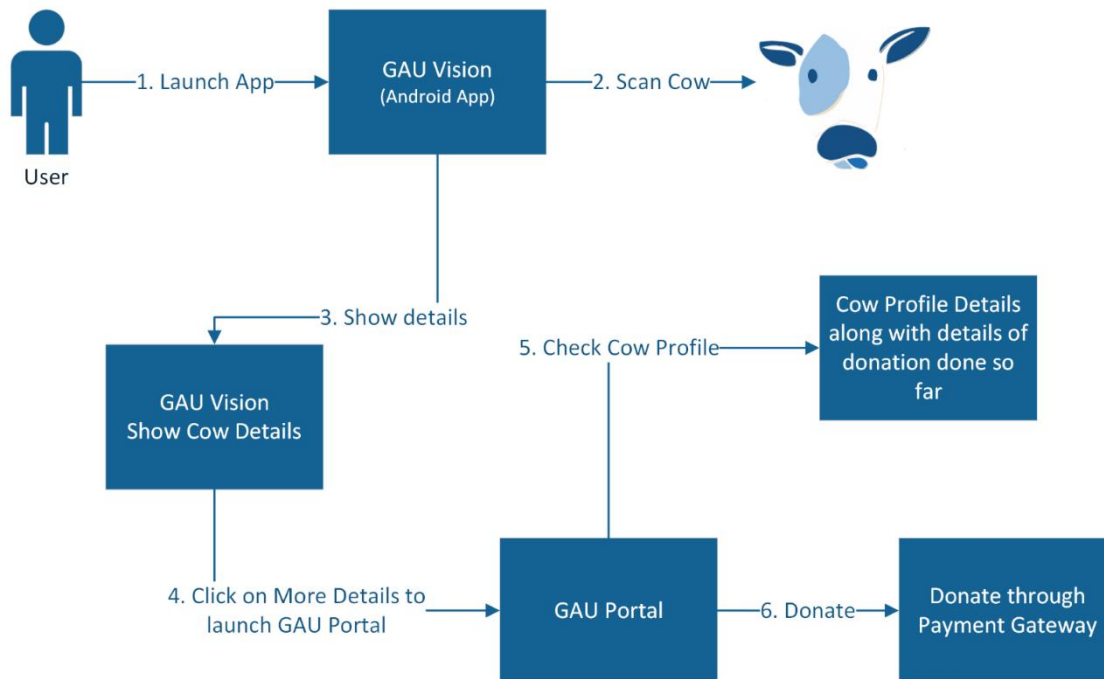 1. Launch App
GAU Vision
(Android App)
2. Scan Cow
User
3. Show details
GAU Vision
Show Cow Details
5. Check Cow Profile
Cow Profile Details
along with details of
donation done so
far
4. Click on More Details to
launch GAU Portal
GAU Portal
6. Donate
Donate through
Payment Gateway